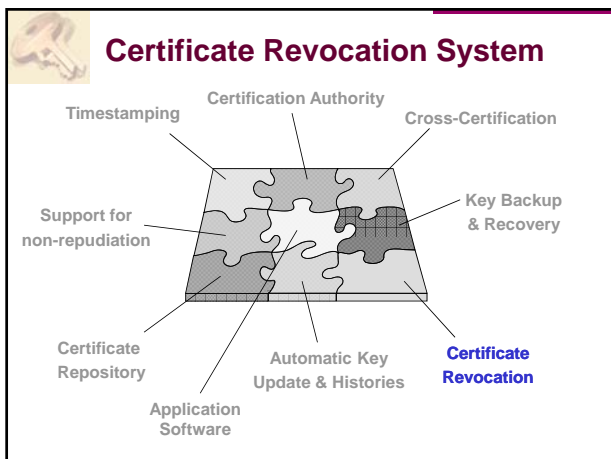 Certificate Revocation System
Certification Authority
Timestamping
Cross-Certification
Support for
non-repudiation
Key Backup
& Recovery
Certificate
Repository
Automatic Key
Update & Histories
Certificate
Revocation
Application
Software